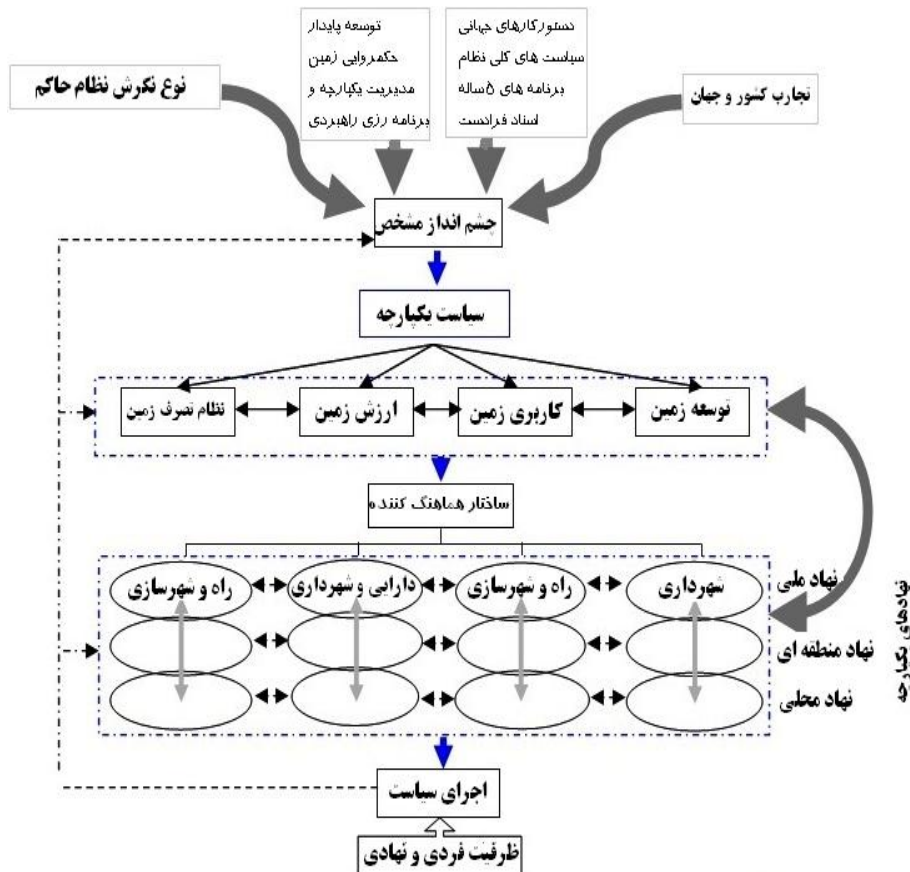 دستورکارهای جهانی
سیاست های کلی نظام
برنامه های ۵ساله
اسناد فرادست
توسعه پایدار
حکمروایی زمین
مدیریت یکپارچه و
برنامه رزی راهبردی
تجارب کشور و جهان
نوع نگرش نظام حاکم
چشم انداز مشخص
سیاست یکپارچه
توسعه زمین
کاربری زمین
ارزش زمین
نظام تصرف زمین
ساختار هماهنگ کننده
نهاد ملی
شهرداری
راه و شهرسازی
دارایی و شهرداری
راه و شهرسازی
نهاد منطقه ای
نهاد محلی
نهادهای یکپارچه
اجرای سیاست
ظرفیت فردی و نهادی